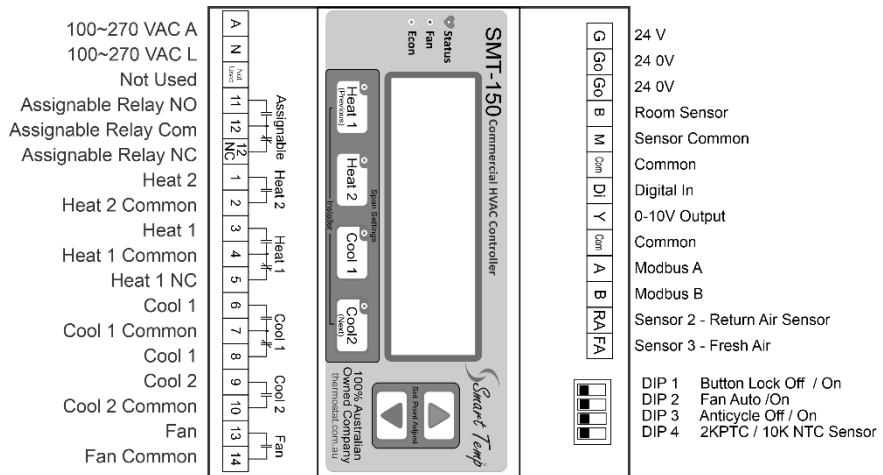 100~270 VAC A
100~270 VAC L
Not Used
Assignable Relay NO
Assignable Relay Com
Assignable Relay NC
Heat 2
Heat 2 Common
Heat 1
Heat 1 Common
Heat 1 NC
Cool 1
Cool 1 Common
Cool 1
Cool 2
Cool 2 Common
Fan
Fan Common
A
N
Not Used
11
12
12 NC
1
2
3
4
5
6
7
8
9
10
13
14
Assignable
Heat 2
Heat 1
Cool 1
Cool 2
Fan
Status
Fan
Econ
SMT-150 Commercial HVAC Controller
Heat 1
(Previous)
Heat 2
Cool 1
Cool2
(Next)
Span Settings
Installer
100% Australian
Owned Company
thermostat.com.au
Set Point Adjust
Smart Temp
G
Go
Go
B
M
Com
Di
Y
Com
A
B
RA
FA
24 V
24 0V
24 0V
Room Sensor
Sensor Common
Common
Digital In
0-10V Output
Common
Modbus A
Modbus B
Sensor 2 - Return Air Sensor
Sensor 3 - Fresh Air
DIP 1 Button Lock Off / On
DIP 2 Fan Auto /On
DIP 3 Anticycle Off / On
DIP 4 2KPTC / 10K NTC Sensor